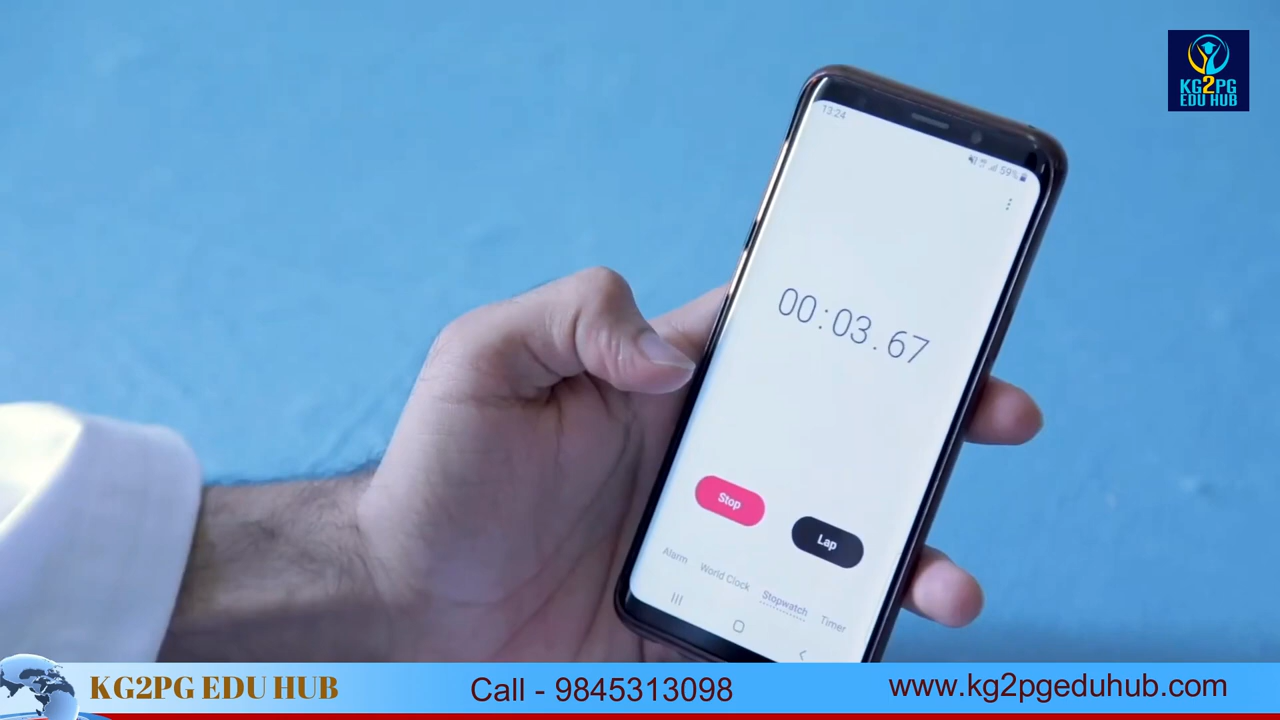 KG2PG
EDU HUB
13:24
59%
00:03.67
Stop
Lap
Alarm
World Clock
Stopwatch
Timer
KG2PG EDU HUB
Call - 9845313098
www.kg2pgeduhub.com